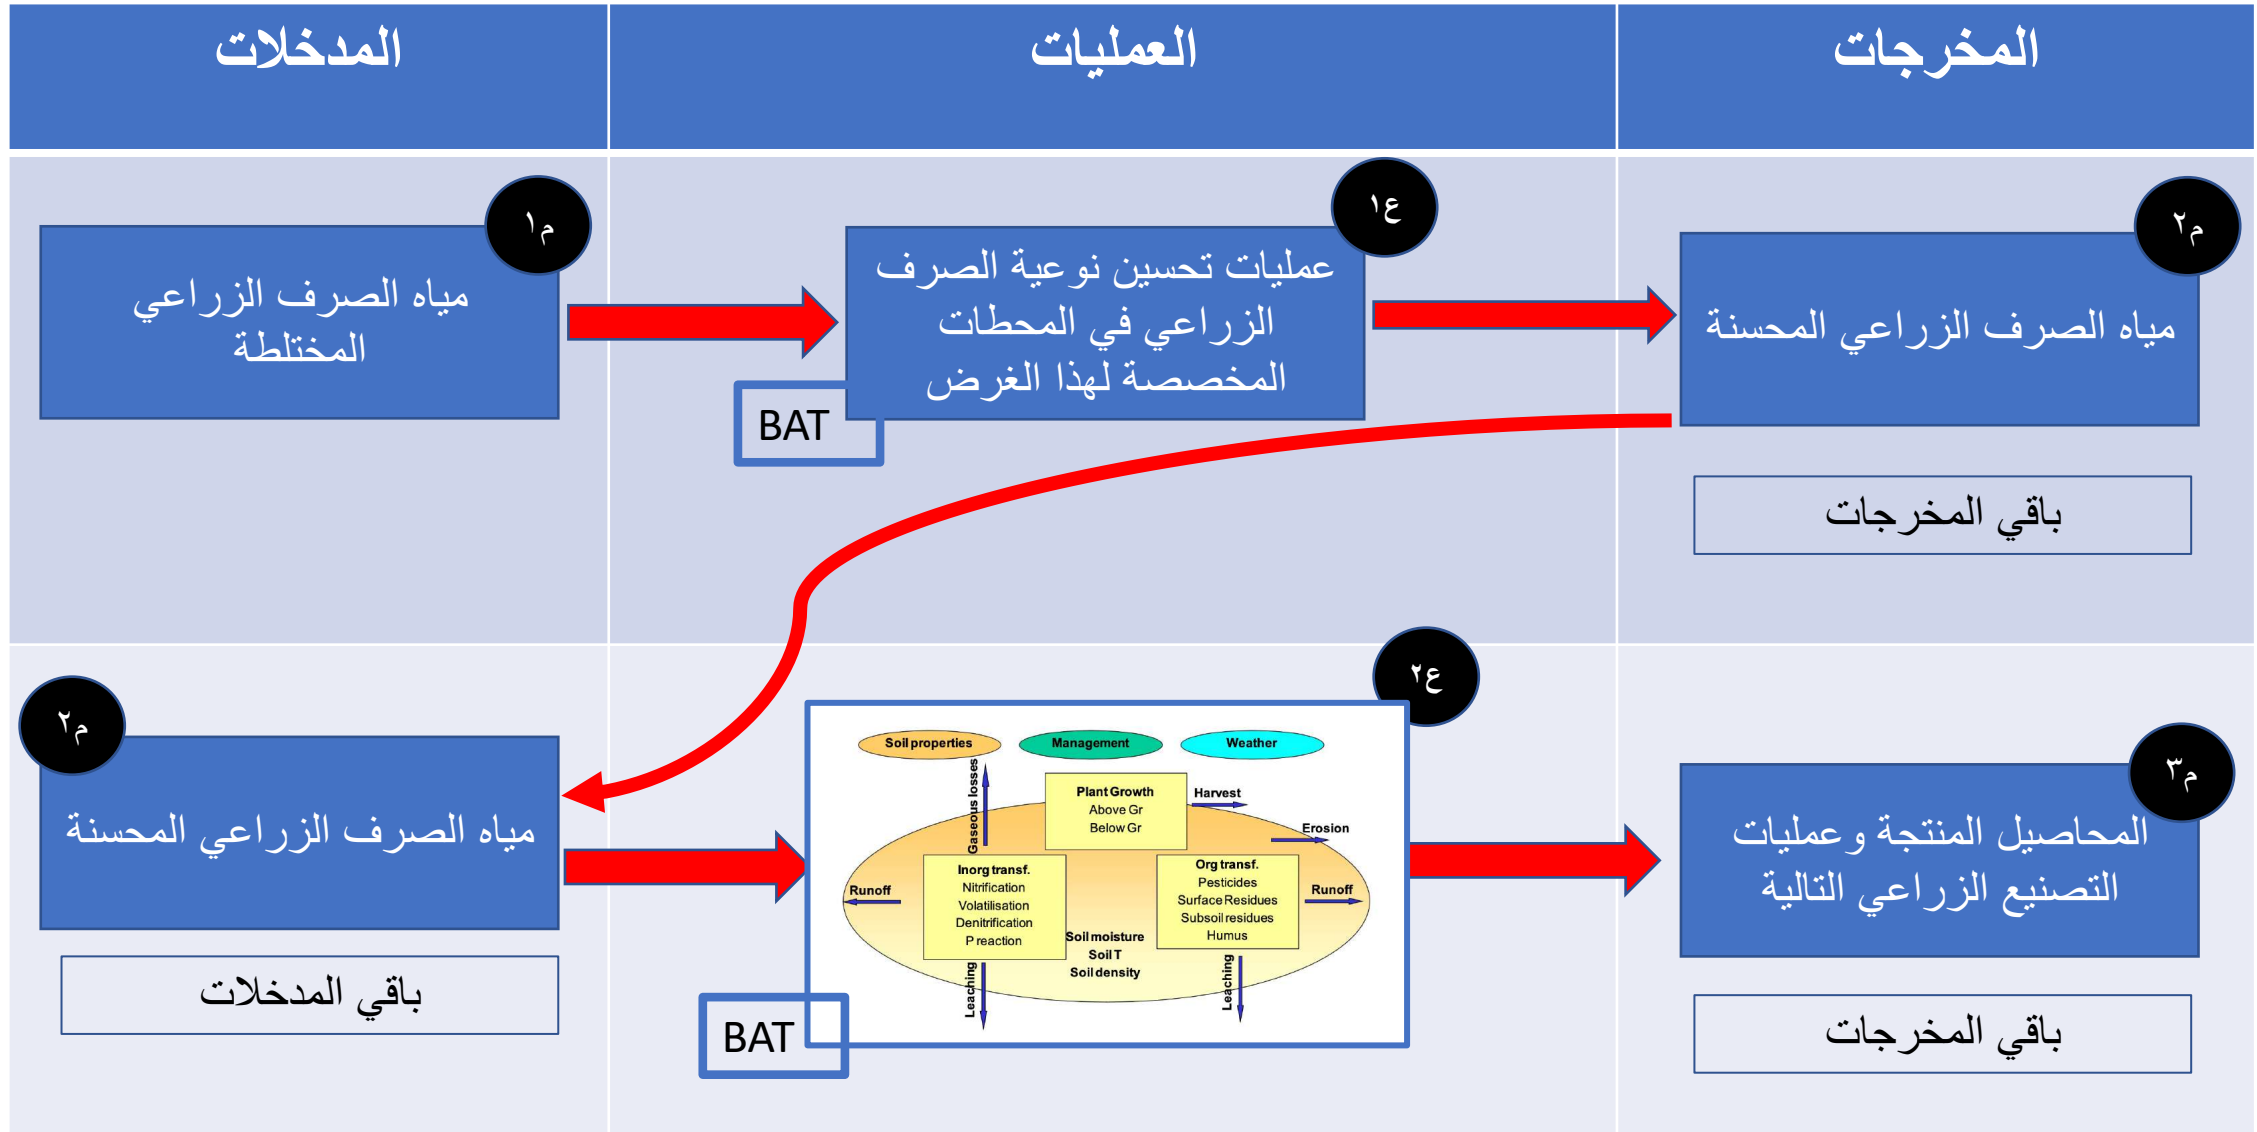 المدخلات
العمليات
المخرجات
م١
مياه الصرف الزراعي
المختلطة
ع١
عمليات تحسين نوعية الصرف
الزراعي في المحطات
المخصصة لهذا الغرض
BAT
م٢
مياه الصرف الزراعي المحسنة
باقي المخرجات
م٢
مياه الصرف الزراعي المحسنة
باقي المدخلات
ع٢
Soil properties
Management
Weather
Gaseous losses
Plant Growth
Above Gr
Below Gr
Harvest
Erosion
Inorg transf.
Nitrification
Volatilisation
Denitrification
P reaction
Org transf.
Pesticides
Surface Residues
Subsoil residues
Humus
Runoff
Runoff
Soil moisture
Soil T
Soil density
Leaching
Leaching
BAT
م٣
المحاصيل المنتجة وعمليات
التصنيع الزراعي التالية
باقي المخرجات